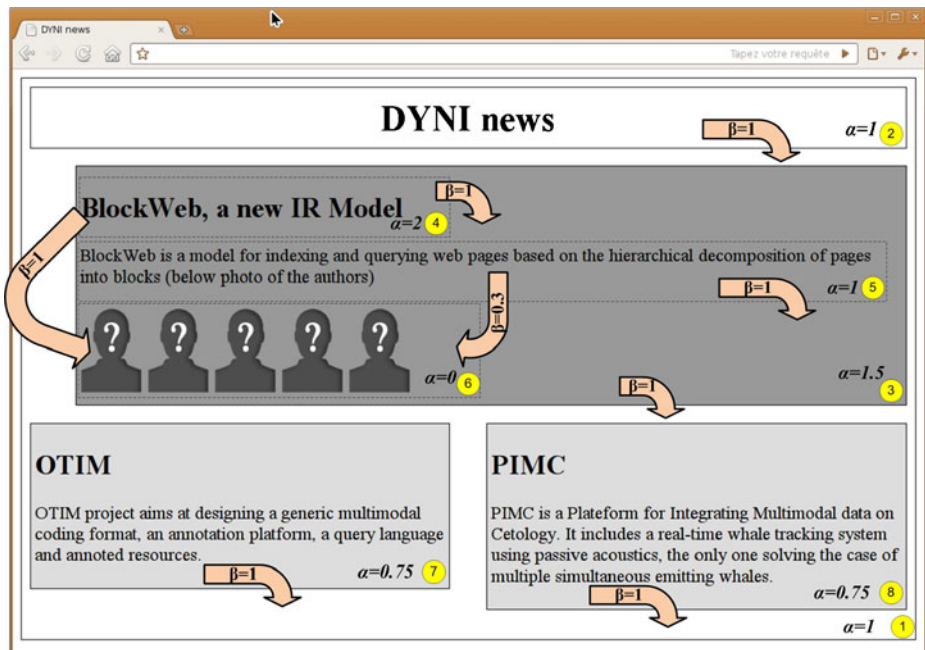 DYNI news
Tapez votre requête
DYNI news
β=1
α=1 2
BlockWeb, a new IR Model
β=1
α=2 4
β=1
BlockWeb is a model for indexing and querying web pages based on the hierarchical decomposition of pages
into blocks (below photo of the authors)
β=1
α=1 5
β=0.3
? ? ? ? ?
α=0 6
α=1.5
3
β=1
OTIM
OTIM project aims at designing a generic multimodal
coding format, an annotation platform, a query language
and annoted resources.
β=1
α=0.75 7
PIMC
PIMC is a Plateform for Integrating Multimodal data on
Cetology. It includes a real-time whale tracking system
using passive acoustics, the only one solving the case of
multiple simultaneous emitting whales.
β=1
α=0.75 8
α=1 1